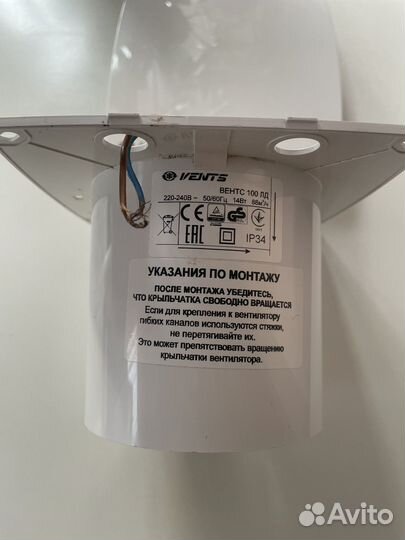 VENTS
ВЕНТС 100 ЛД
220-240В ~ 50/60Гц 14Вт 88м³/ч
IP34
УКАЗАНИЯ ПО МОНТАЖУ
ПОСЛЕ МОНТАЖА УБЕДИТЕСЬ,
ЧТО КРЫЛЬЧАТКА СВОБОДНО ВРАЩАЕТСЯ
Если для крепления к вентилятору
гибких каналов используются стяжки,
не перетягивайте их.
Это может препятствовать вращению
крыльчатки вентилятора.
Avito